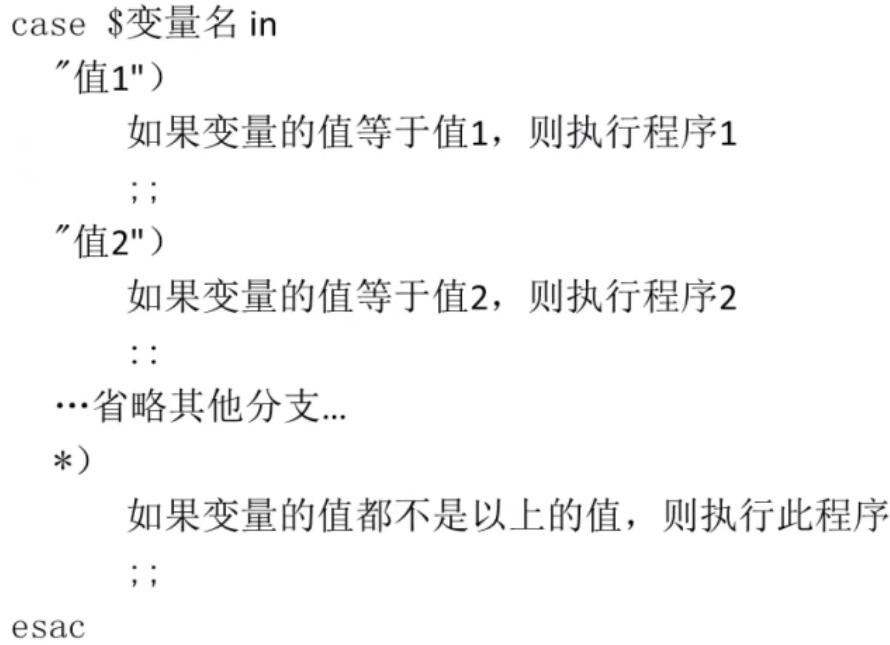 case $变量名 in
"值1"）
如果变量的值等于值1，则执行程序1
;;
"值2"）
如果变量的值等于值2，则执行程序2
::
…省略其他分支…
*）
如果变量的值都不是以上的值，则执行此程序
;;
esac